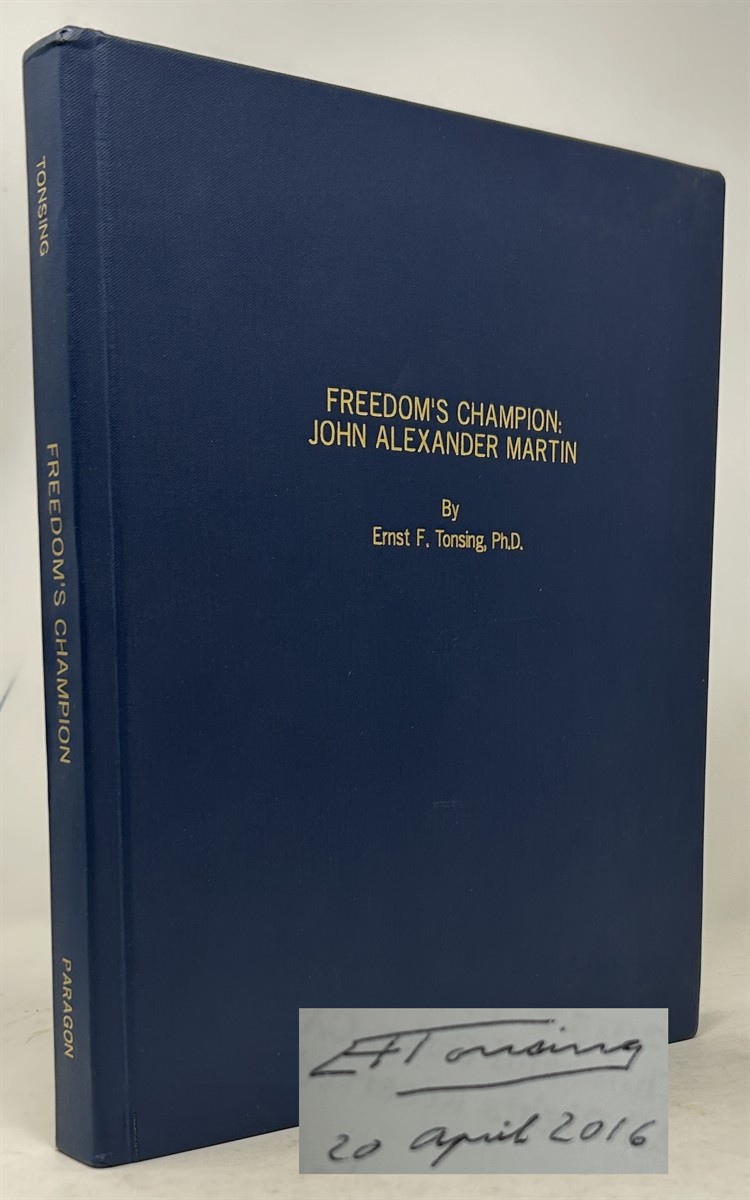 TONSING
FREEDOM'S CHAMPION
PARAGON
FREEDOM'S CHAMPION:
JOHN ALEXANDER MARTIN
By
Ernst F. Tonsing, Ph.D.
EFTonsing
20 April 2016